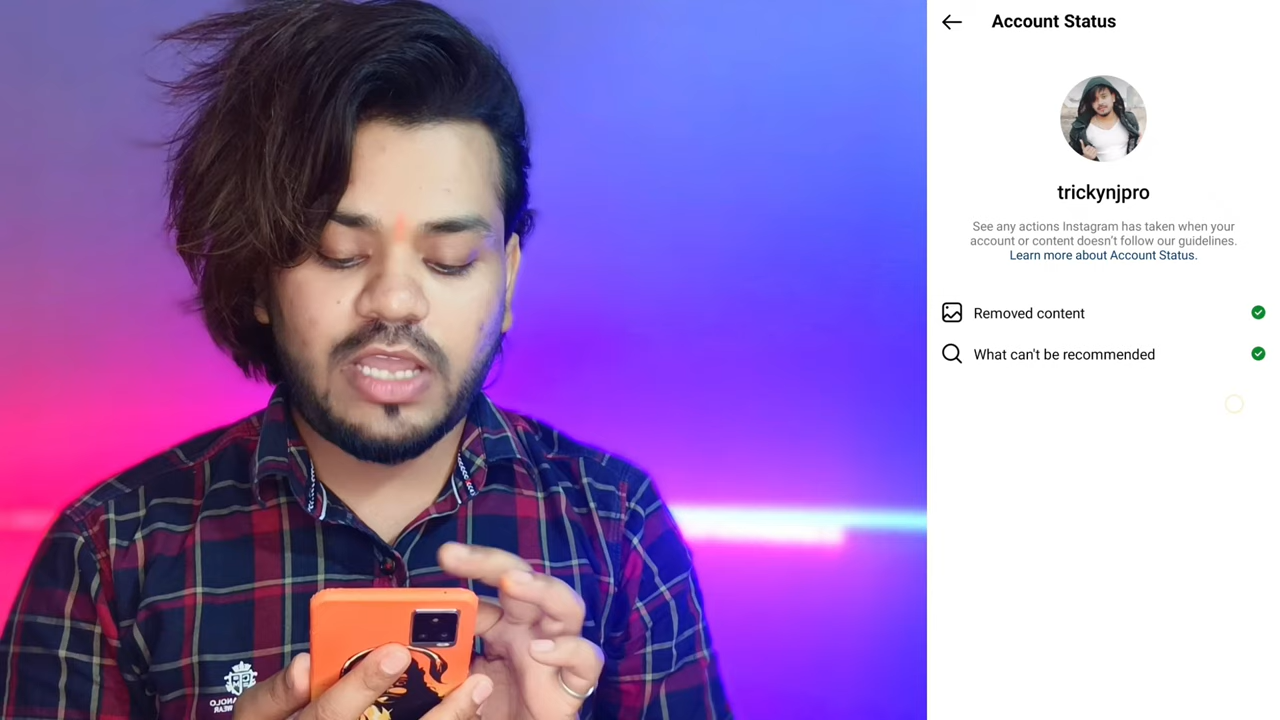 Account Status
trickynjpro
See any actions Instagram has taken when your
account or content doesn't follow our guidelines.
Learn more about Account Status.
Removed content
What can't be recommended